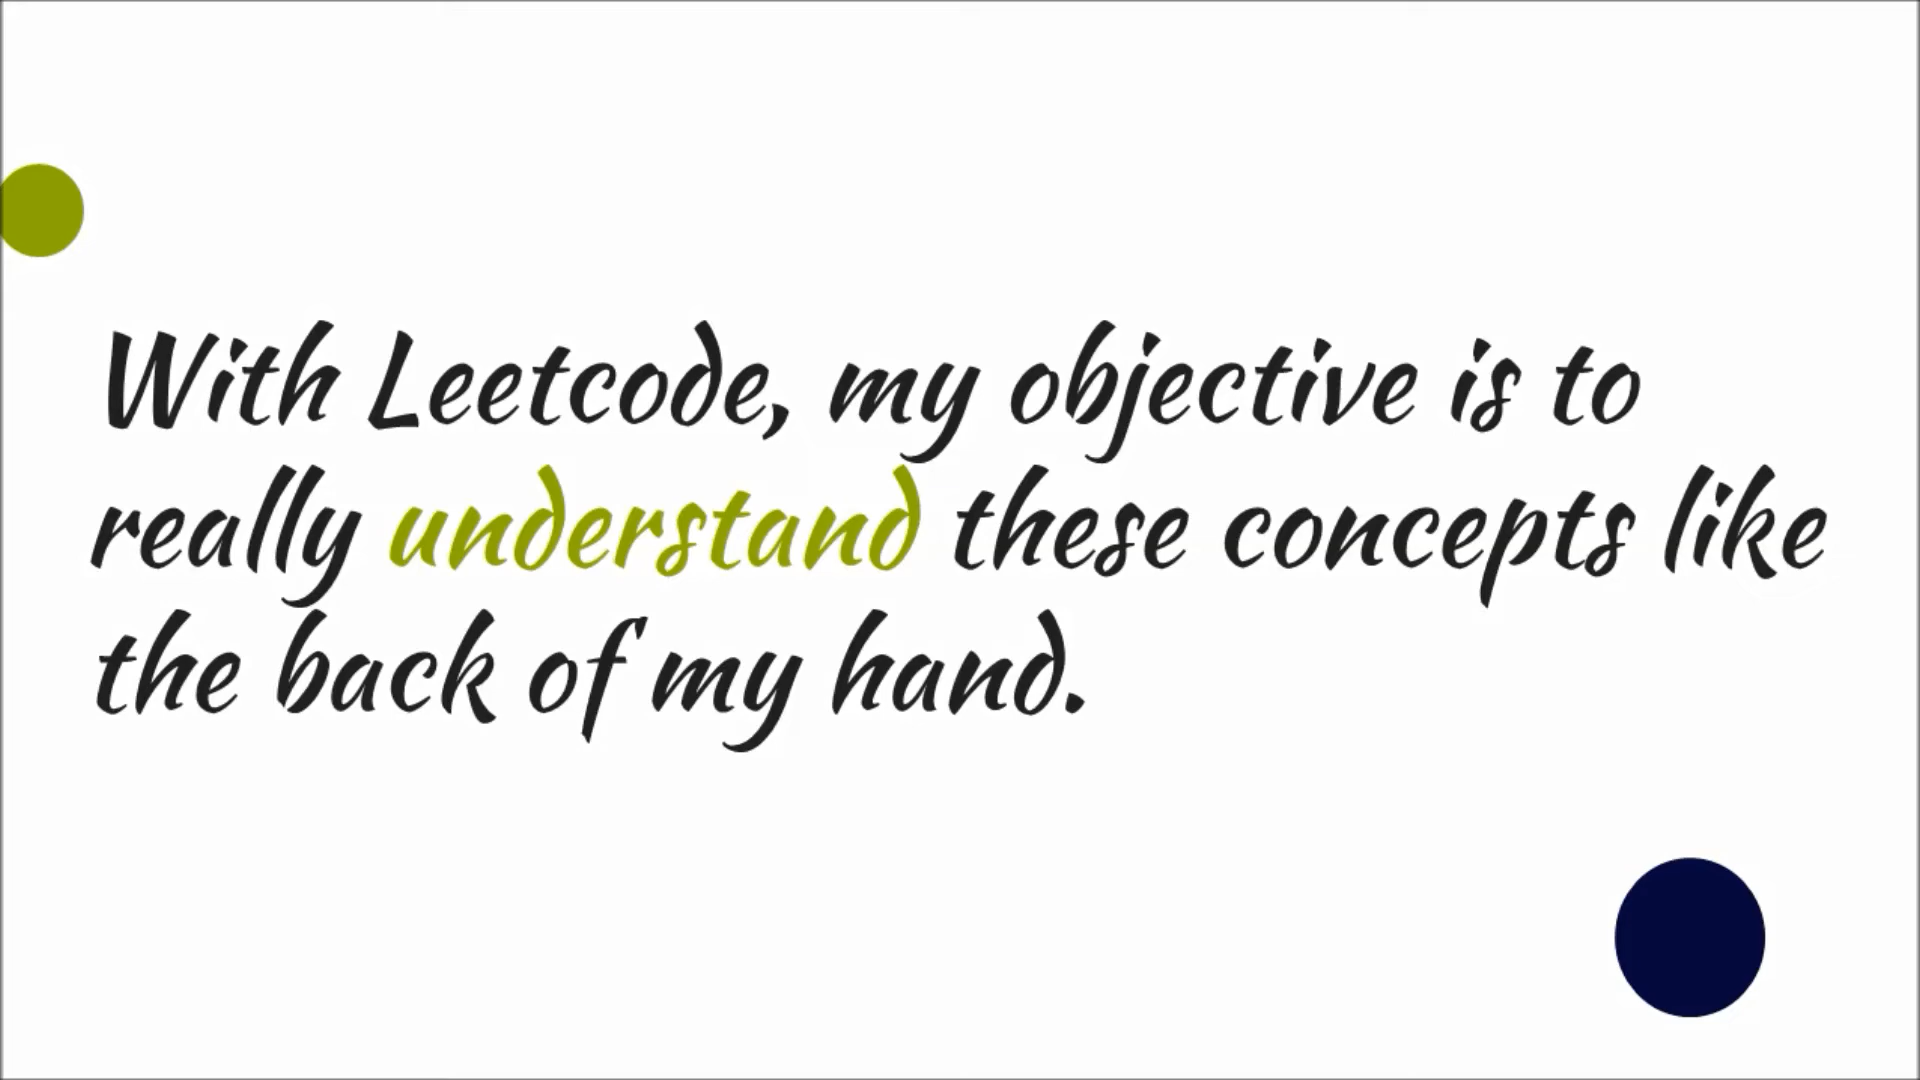 With Leetcode, my objective is to
really understand these concepts like
the back of my hand.